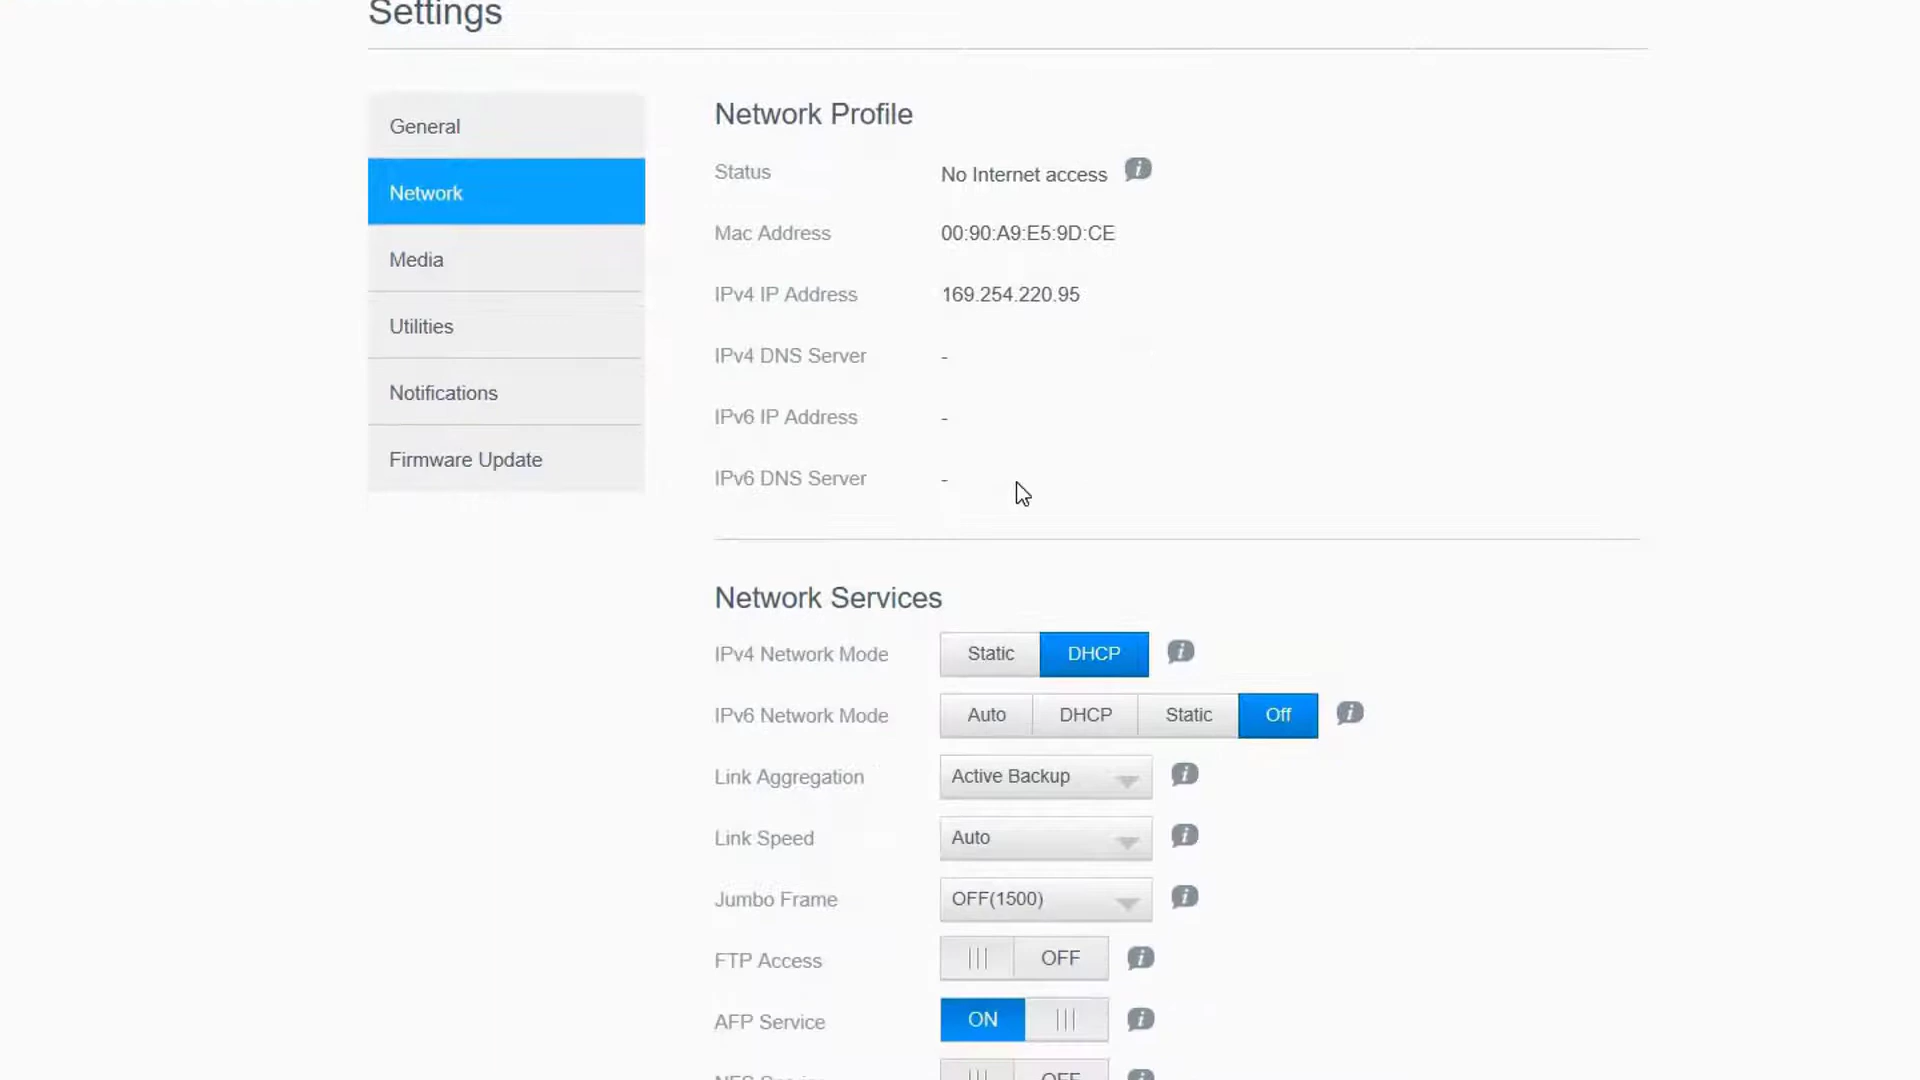 Settings
General
Network
Media
Utilities
Notifications
Firmware Update
Network Profile
Status No Internet access
Mac Address 00:90:A9:E5:9D:CE
IPv4 IP Address 169.254.220.95
IPv4 DNS Server -
IPv6 IP Address -
IPv6 DNS Server -
Network Services
IPv4 Network Mode Static DHCP
IPv6 Network Mode Auto DHCP Static Off
Link Aggregation Active Backup
Link Speed Auto
Jumbo Frame OFF(1500)
FTP Access OFF
AFP Service ON
OFF